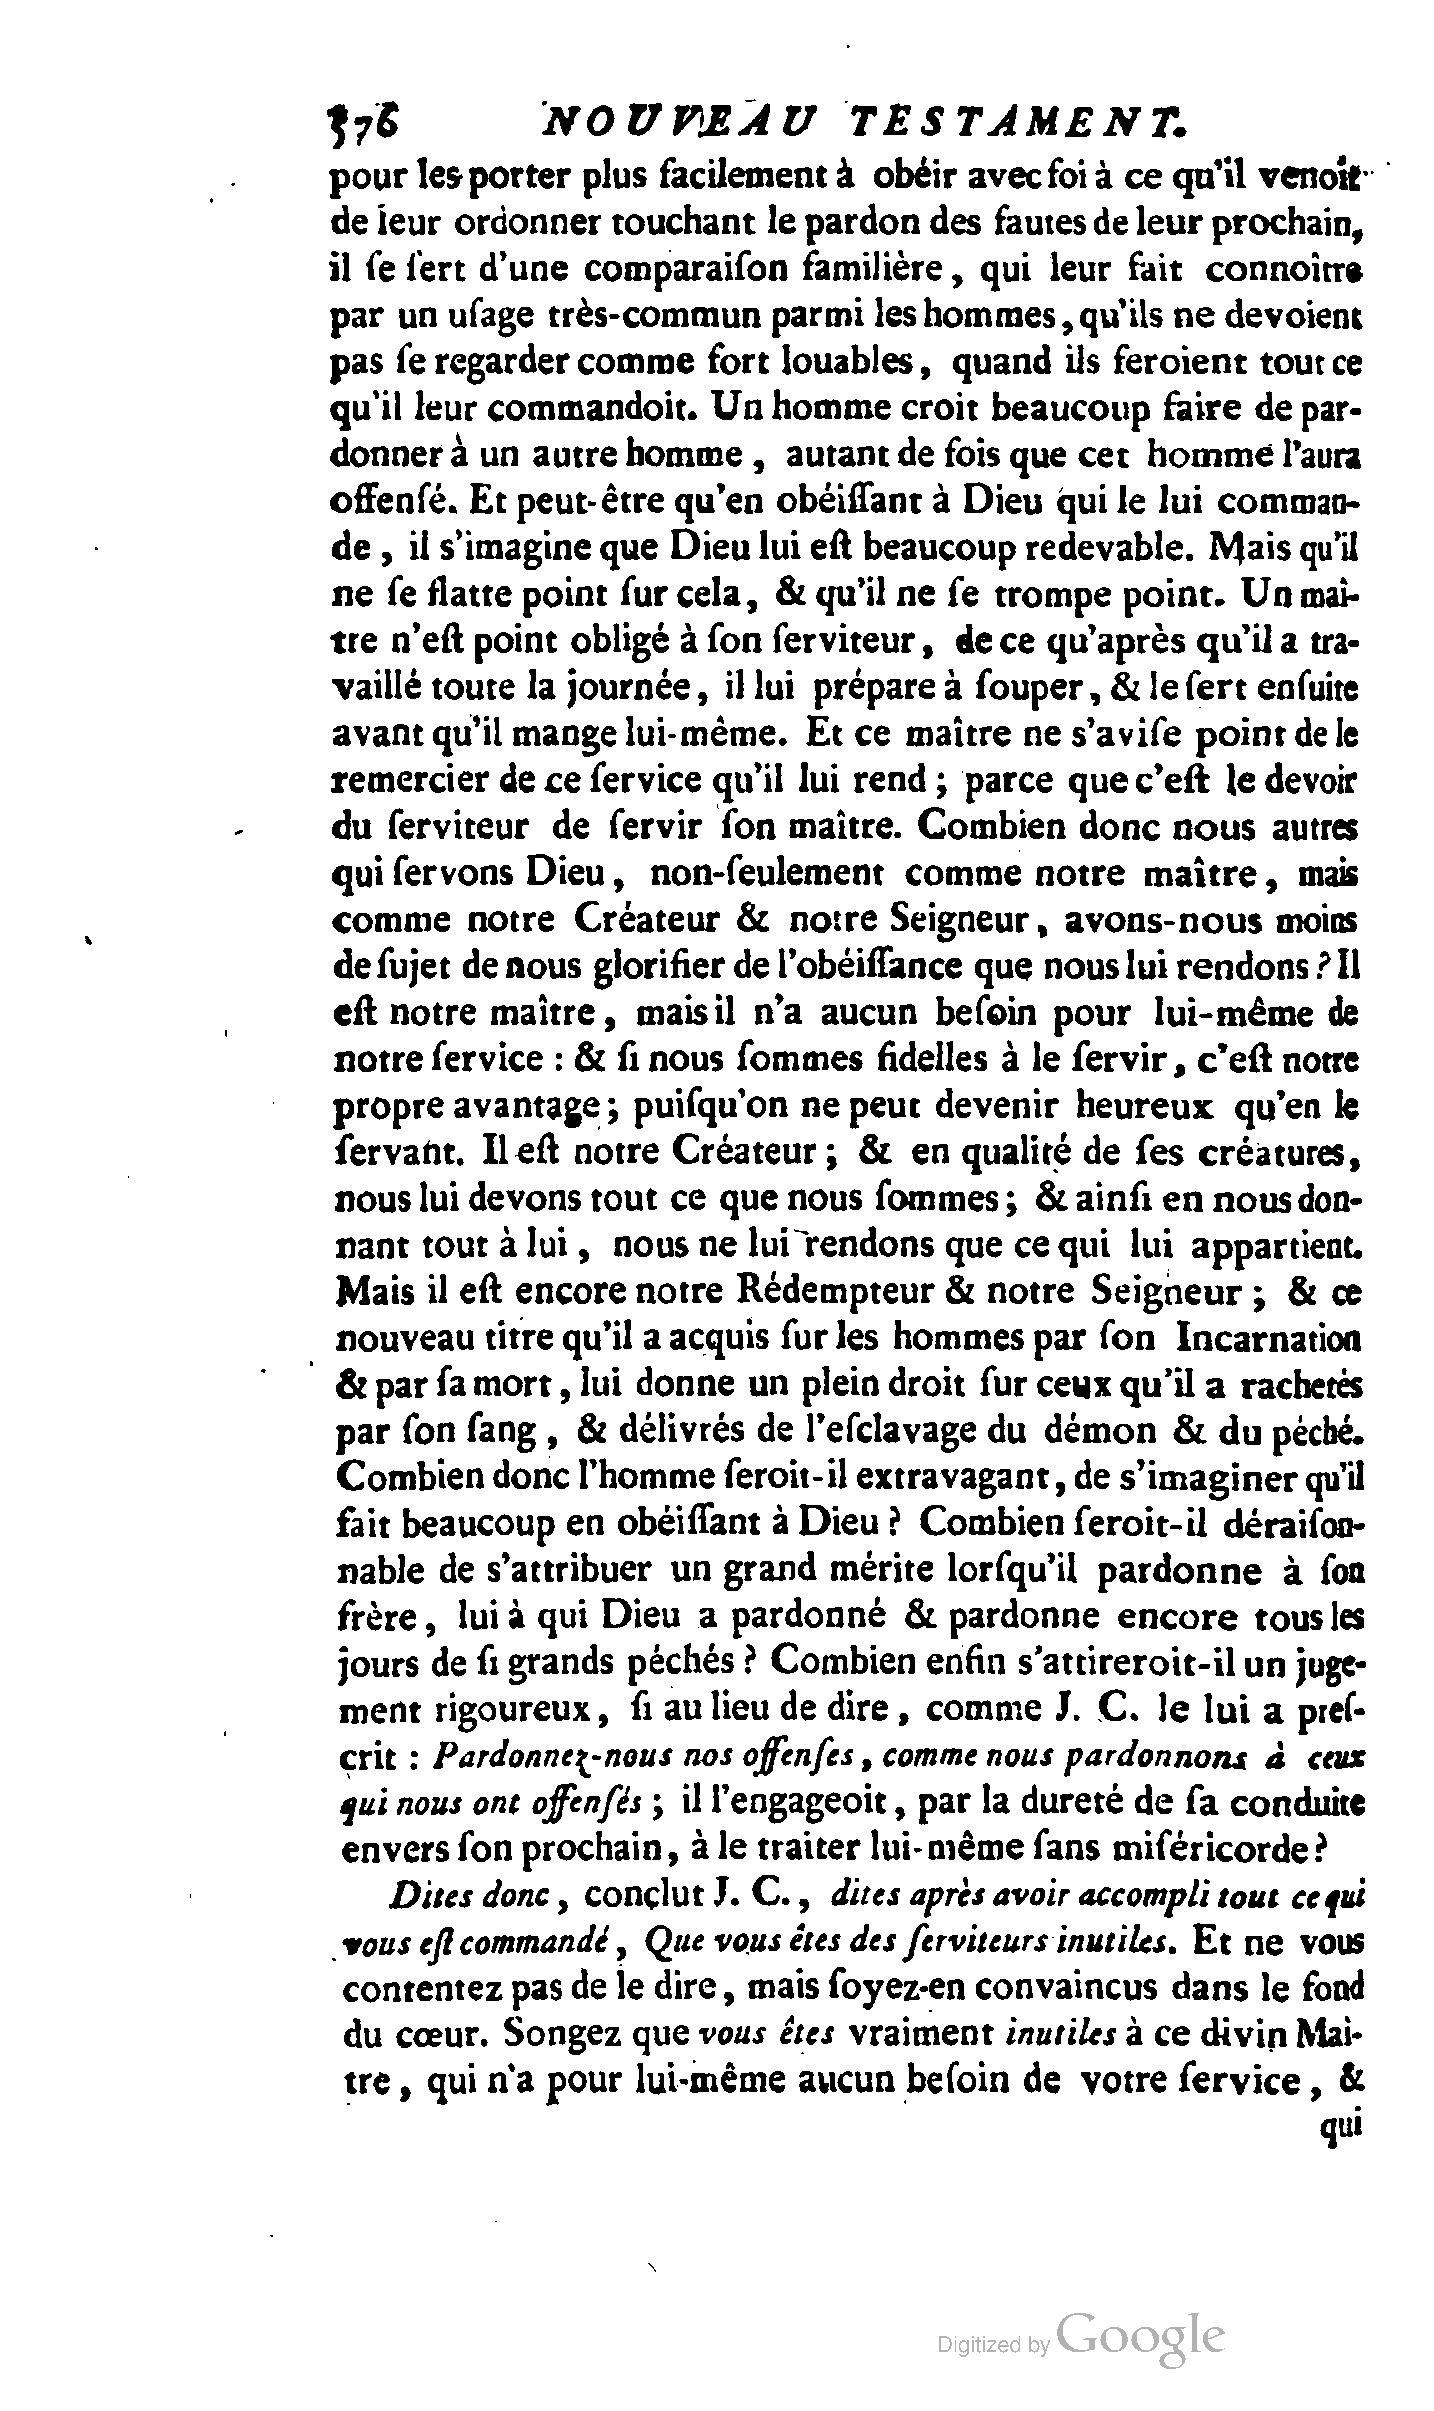 376 NOUVEAU TESTAMENT.
pour les porter plus facilement à obéir avec foi à ce qu'il venoit
de leur ordonner touchant le pardon des fautes de leur prochain,
il ſe ſert d'une comparaiſon familière, qui leur fait connoître
par un uſage très-commun parmi les hommes, qu'ils ne devoient
pas ſe regarder comme fort louables, quand ils feroient tout ce
qu'il leur commandoit. Un homme croit beaucoup faire de par-
donner à un autre homme, autant de fois que cet homme l'aura
offenſé. Et peut-être qu'en obéiſſant à Dieu qui le lui comman-
de, il s'imagine que Dieu lui eſt beaucoup redevable. Mais qu'il
ne ſe flatte point ſur cela, & qu'il ne ſe trompe point. Un maî-
tre n'eſt point obligé à ſon ſerviteur, de ce qu'après qu'il a tra-
vaillé toute la journée, il lui prépare à ſouper, & le ſert enſuite
avant qu'il mange lui-même. Et ce maître ne s'aviſe point de le
remercier de ce ſervice qu'il lui rend; parce que c'eſt le devoir
du ſerviteur de ſervir ſon maître. Combien donc nous autres
qui ſervons Dieu, non-ſeulement comme notre maître, mais
comme notre Créateur & notre Seigneur, avons-nous moins
de ſujet de nous glorifier de l'obéiſſance que nous lui rendons? Il
eſt notre maître, mais il n'a aucun beſoin pour lui-même de
notre ſervice : & ſi nous ſommes fidelles à le ſervir, c'eſt notre
propre avantage; puiſqu'on ne peut devenir heureux qu'en le
ſervant. Il eſt notre Créateur; & en qualité de ſes créatures,
nous lui devons tout ce que nous ſommes; & ainſi en nous don-
nant tout à lui, nous ne lui rendons que ce qui lui appartient.
Mais il eſt encore notre Rédempteur & notre Seigneur; & ce
nouveau titre qu'il a acquis ſur les hommes par ſon Incarnation
& par ſa mort, lui donne un plein droit ſur ceux qu'il a rachetés
par ſon ſang, & délivrés de l'eſclavage du démon & du péché.
Combien donc l'homme ſeroit-il extravagant, de s'imaginer qu'il
fait beaucoup en obéiſſant à Dieu? Combien ſeroit-il déraiſon-
nable de s'attribuer un grand mérite lorſqu'il pardonne à ſon
frère, lui à qui Dieu a pardonné & pardonne encore tous les
jours de ſi grands péchés? Combien enfin s'attireroit-il un juge-
ment rigoureux, ſi au lieu de dire, comme J. C. le lui a preſ-
crit : Pardonnez-nous nos offenſes, comme nous pardonnons à ceux
qui nous ont offenſés; il l'engageoit, par la dureté de ſa conduite
envers ſon prochain, à le traiter lui-même ſans miſéricorde?
Dites donc, conclut J. C., dites après avoir accompli tout ce qui
vous eſt commandé, Que vous êtes des ſerviteurs inutiles. Et ne vous
contentez pas de le dire, mais ſoyez-en convaincus dans le fond
du cœur. Songez que vous êtes vraiment inutiles à ce divin Maî-
tre, qui n'a pour lui-même aucun beſoin de votre ſervice, &
qui
Digitized by Google